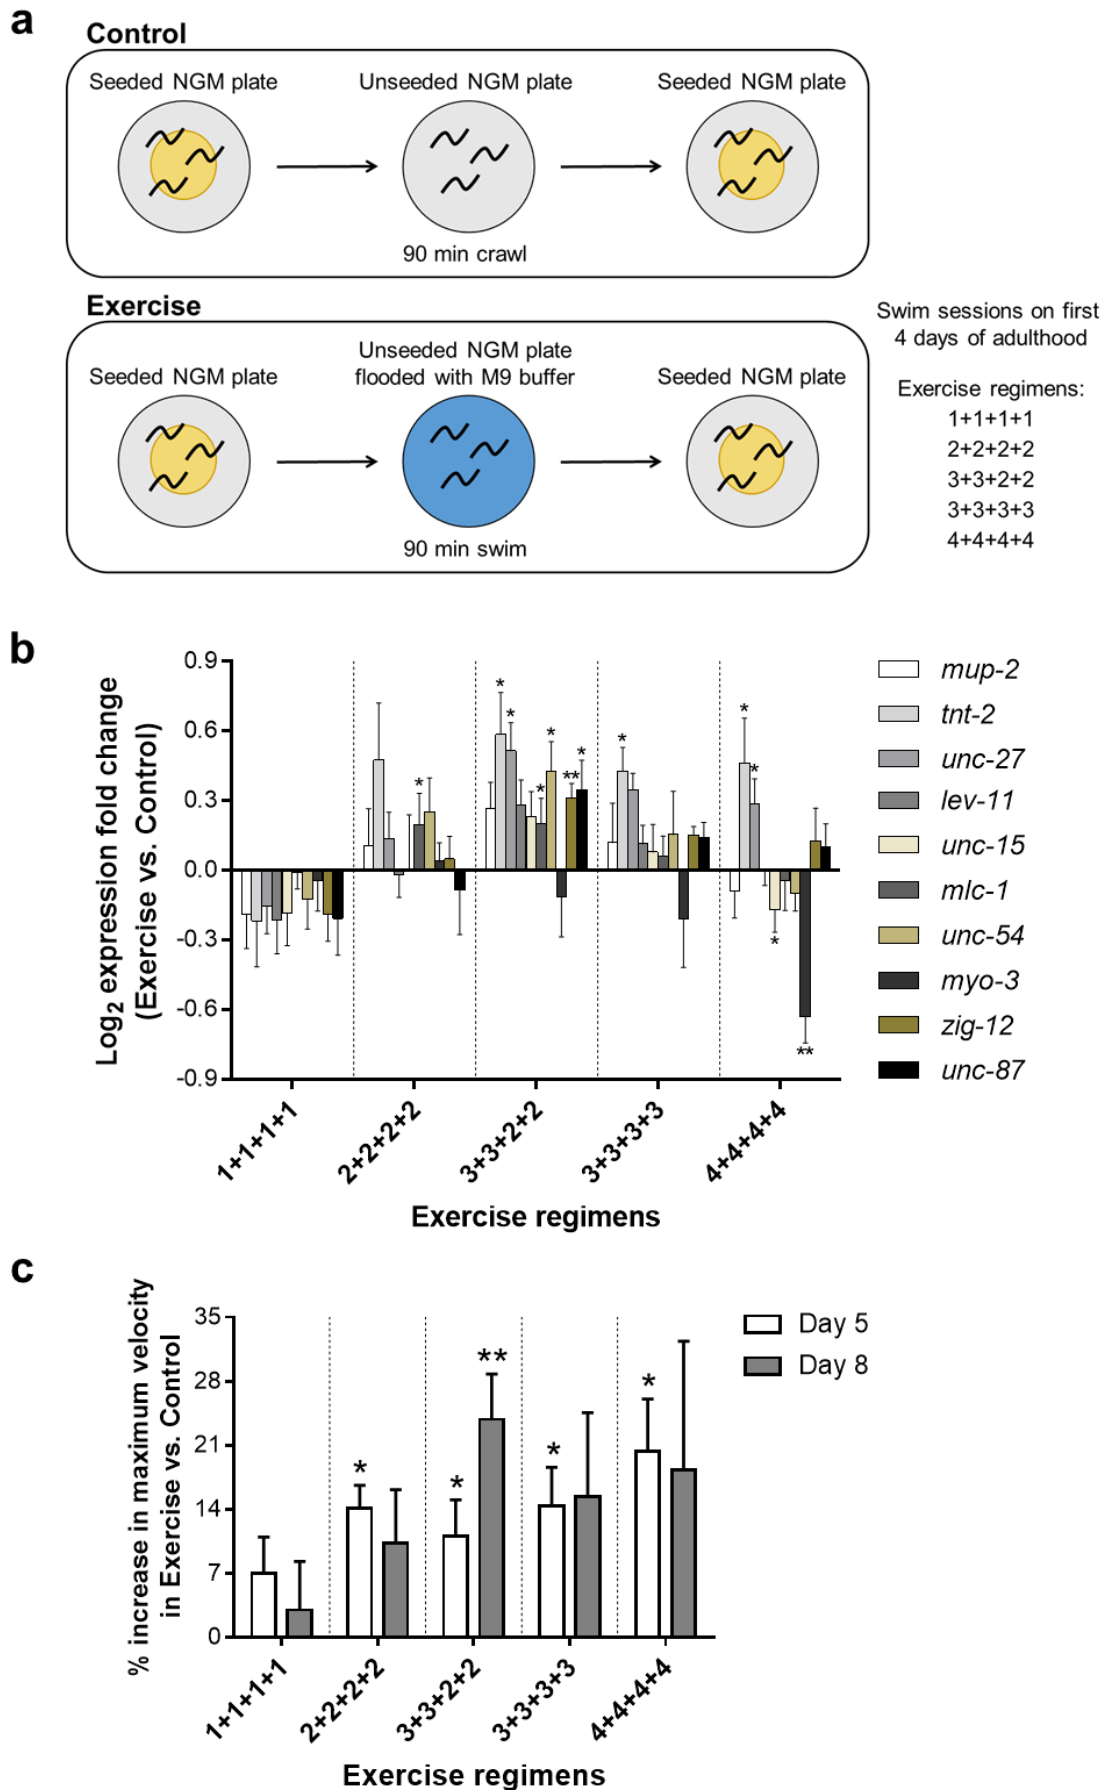 a
Control
Seeded NGM plate
Unseeded NGM plate
Seeded NGM plate
90 min crawl
Exercise
Seeded NGM plate
Unseeded NGM plate
flooded with M9 buffer
Seeded NGM plate
90 min swim
Swim sessions on first
4 days of adulthood
Exercise regimens:
1+1+1+1
2+2+2+2
3+3+2+2
3+3+3+3
4+4+4+4
b
Log2 expression fold change
(Exercise vs. Control)
0.9
0.6
0.3
0.0
-0.3
-0.6
-0.9
*
*
*
*
*
**
*
*
*
*
*
**
1+1+1+1
2+2+2+2
3+3+2+2
3+3+3+3
4+4+4+4
Exercise regimens
mup-2
tnt-2
unc-27
lev-11
unc-15
mlc-1
unc-54
myo-3
zig-12
unc-87
c
% increase in maximum velocity
in Exercise vs. Control
35
28
21
14
7
0
*
*
**
*
*
1+1+1+1
2+2+2+2
3+3+2+2
3+3+3+3
4+4+4+4
Exercise regimens
Day 5
Day 8